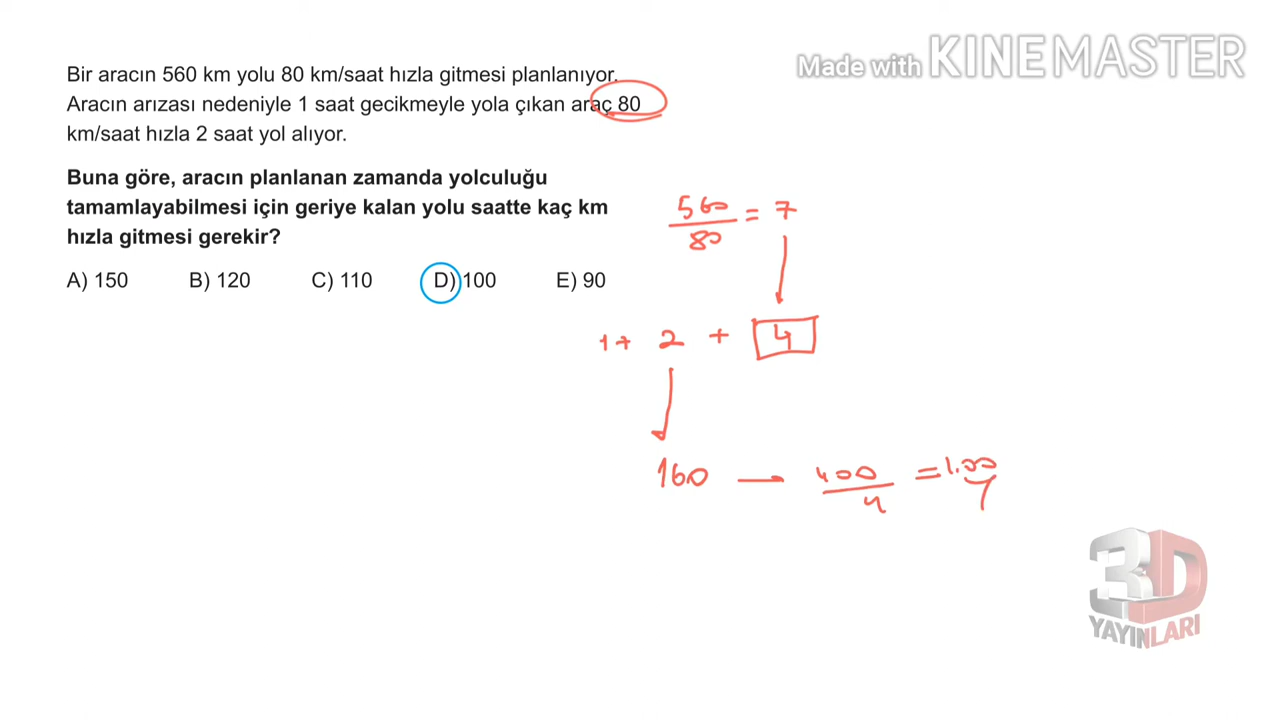 Made with KINEMASTER
Bir aracın 560 km yolu 80 km/saat hızla gitmesi planlanıyor.
Aracın arızası nedeniyle 1 saat gecikmeyle yola çıkan araç 80
km/saat hızla 2 saat yol alıyor.
Buna göre, aracın planlanan zamanda yolculuğu
tamamlayabilmesi için geriye kalan yolu saatte kaç km
hızla gitmesi gerekir?
A) 150 B) 120 C) 110 D) 100 E) 90
560/80 = 7
1 + 2 + 4
160 — 400/4 = 100
3D
YAYINLARI